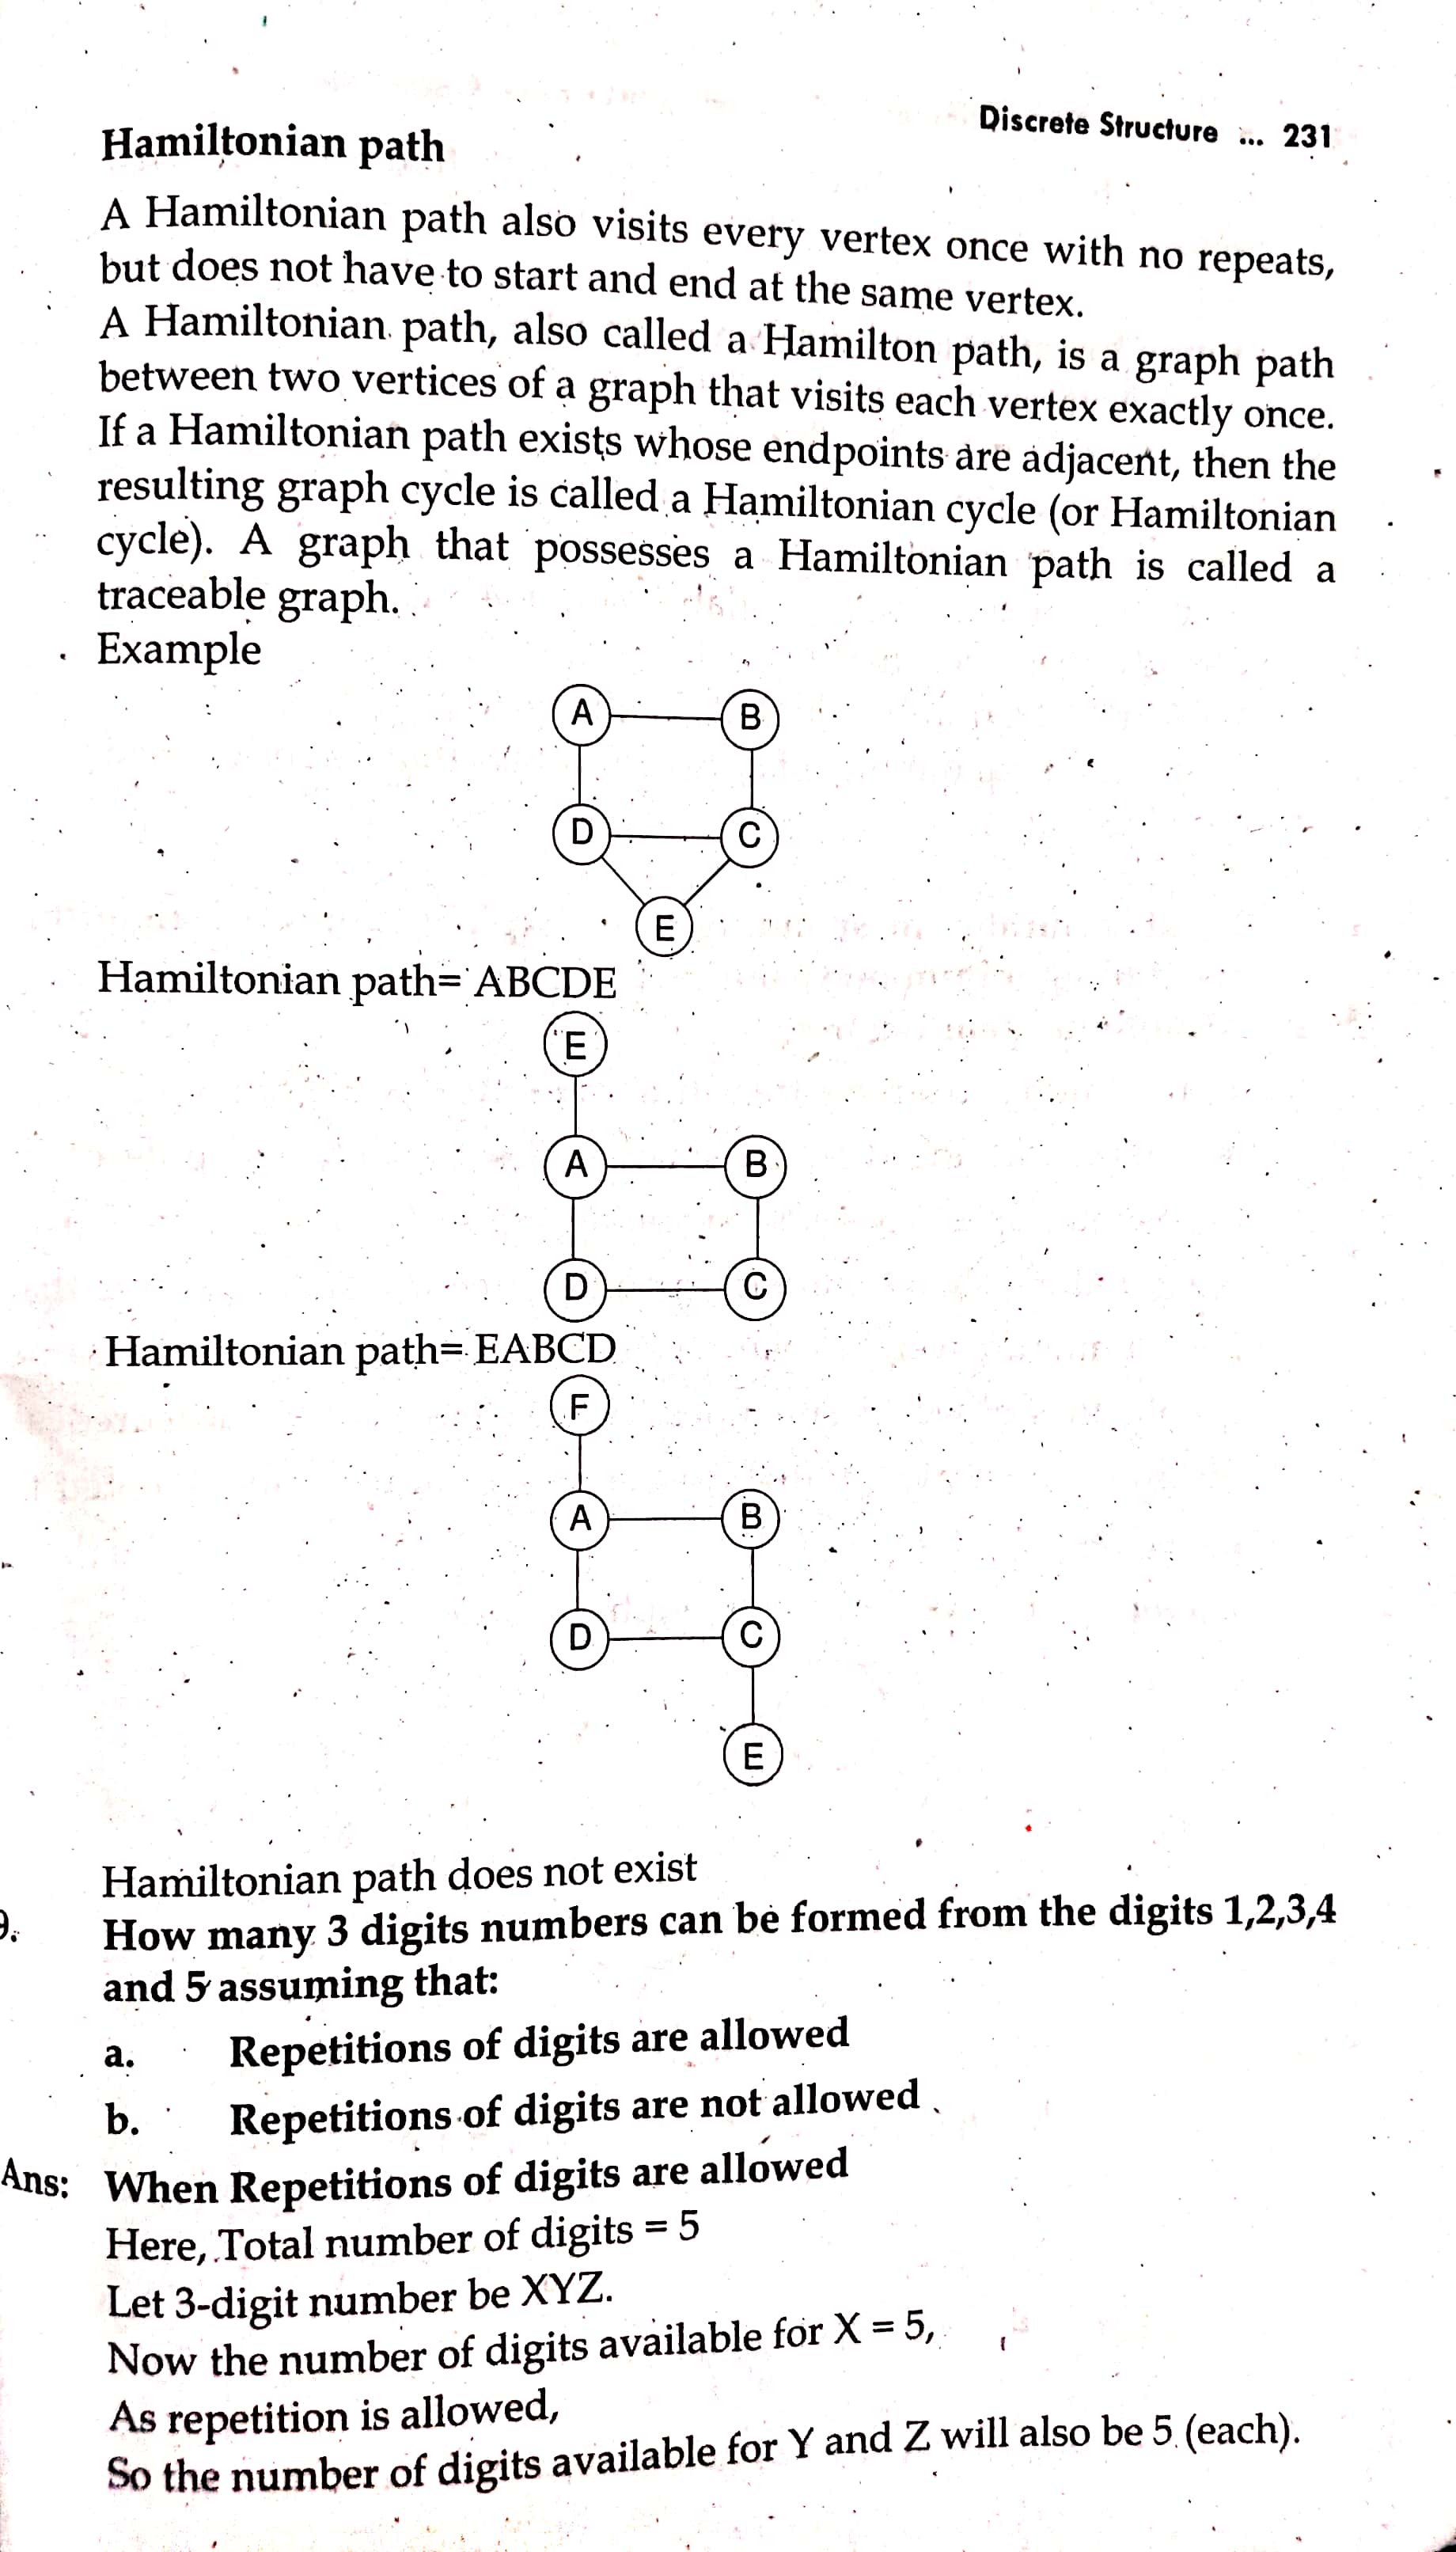 Discrete Structure ... 231
Hamiltonian path
A Hamiltonian path also visits every vertex once with no repeats,
but does not have to start and end at the same vertex.
A Hamiltonian path, also called a Hamilton path, is a graph path
between two vertices of a graph that visits each vertex exactly once.
If a Hamiltonian path exists whose endpoints are adjacent, then the
resulting graph cycle is called a Hamiltonian cycle (or Hamiltonian
cycle). A graph that possesses a Hamiltonian path is called a
traceable graph.
Example
A B
D C
E
Hamiltonian path= ABCDE
E
A B
D C
Hamiltonian path= EABCD
F
A B
D C
E
Hamiltonian path does not exist
9. How many 3 digits numbers can be formed from the digits 1,2,3,4
and 5 assuming that:
a. Repetitions of digits are allowed
b. Repetitions of digits are not allowed
Ans: When Repetitions of digits are allowed
Here, Total number of digits = 5
Let 3-digit number be XYZ.
Now the number of digits available for X = 5,
As repetition is allowed,
So the number of digits available for Y and Z will also be 5 (each).